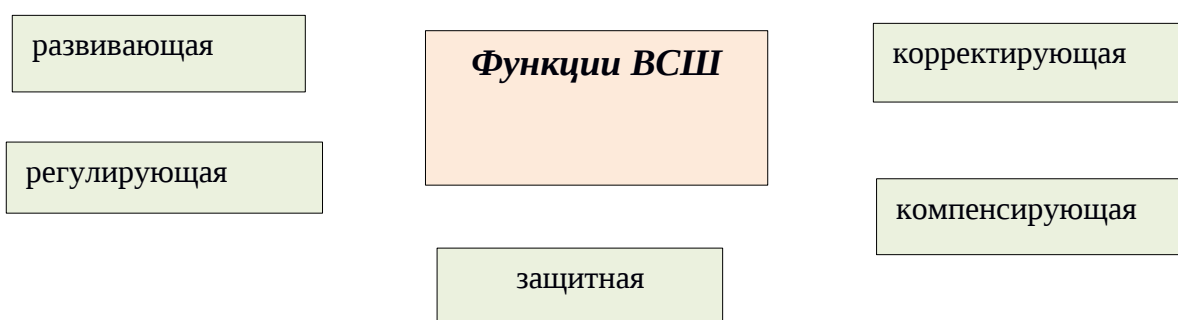 развивающая
Функции ВСШ
корректирующая
регулирующая
компенсирующая
защитная